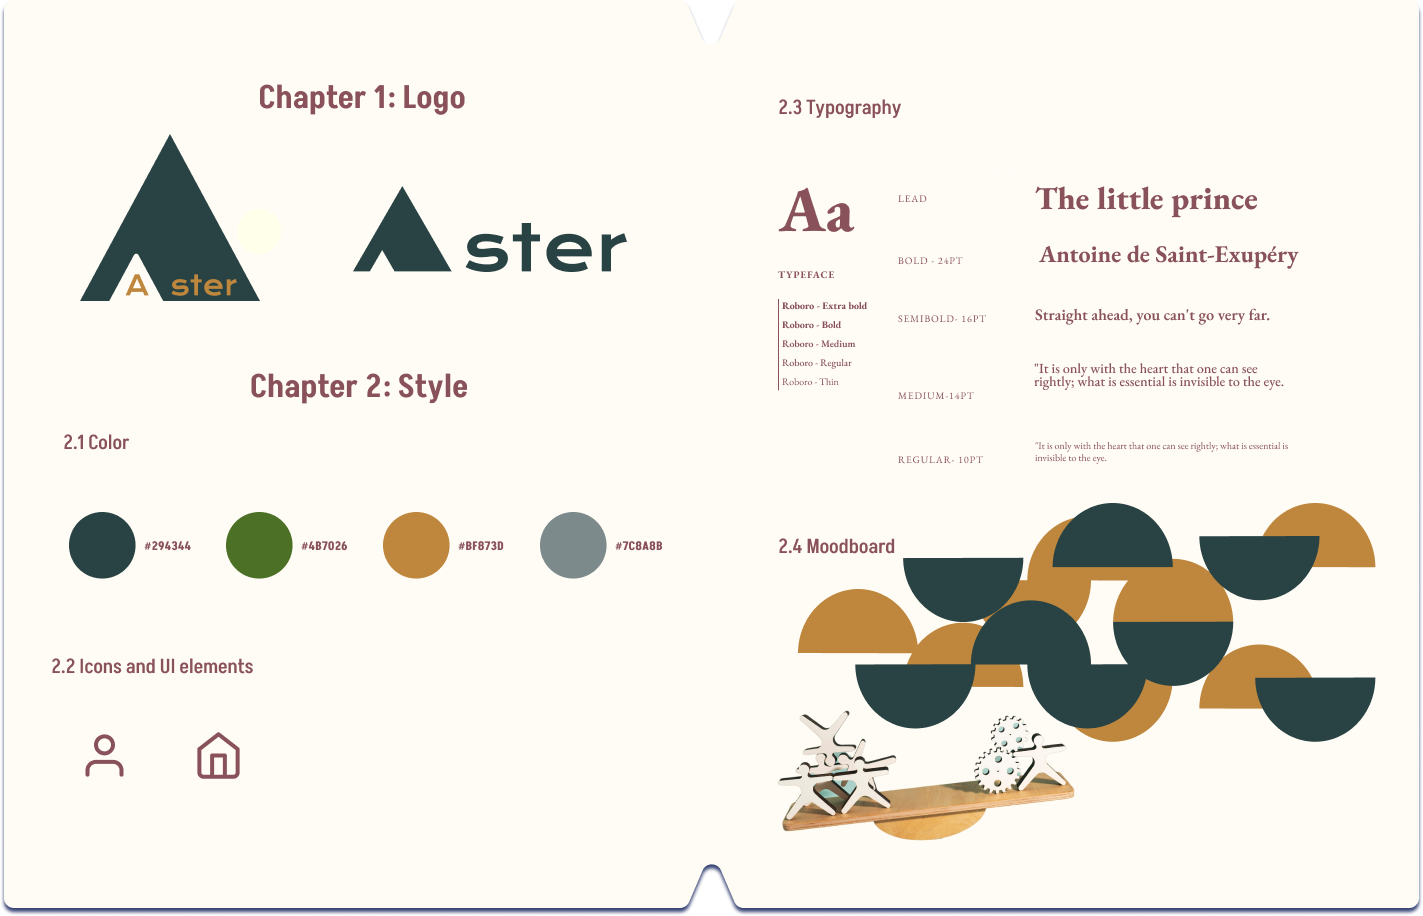 Chapter 1: Logo
A ster
ster
Chapter 2: Style
2.1 Color
#294344
#4B7026
#BF873D
#7C8A8B
2.2 Icons and UI elements
2.3 Typography
Aa
TYPEFACE
Roboro - Extra bold
Roboro - Bold
Roboro - Medium
Roboro - Regular
Roboro - Thin
LEAD
The little prince
BOLD - 24PT
Antoine de Saint-Exupéry
SEMIBOLD- 16PT
Straight ahead, you can't go very far.
MEDIUM-14PT
"It is only with the heart that one can see
rightly; what is essential is invisible to the eye.
REGULAR- 10PT
"It is only with the heart that one can see rightly; what is essential is
invisible to the eye.
2.4 Moodboard